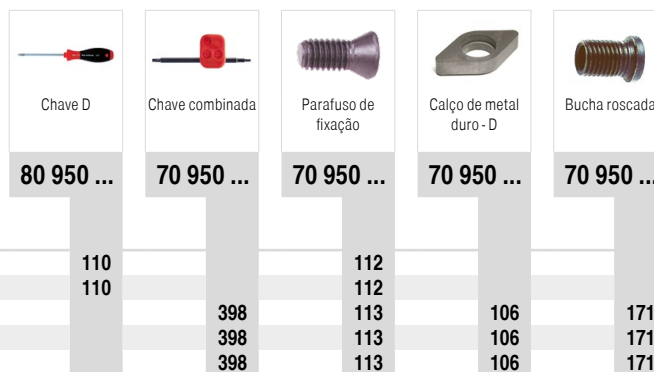 Chave D
Chave combinada
Parafuso de
fixação
Calço de metal
duro - D
Bucha roscada
80 950 ...
70 950 ...
70 950 ...
70 950 ...
70 950 ...
110 112
110 112
398 113 106 171
398 113 106 171
398 113 106 171